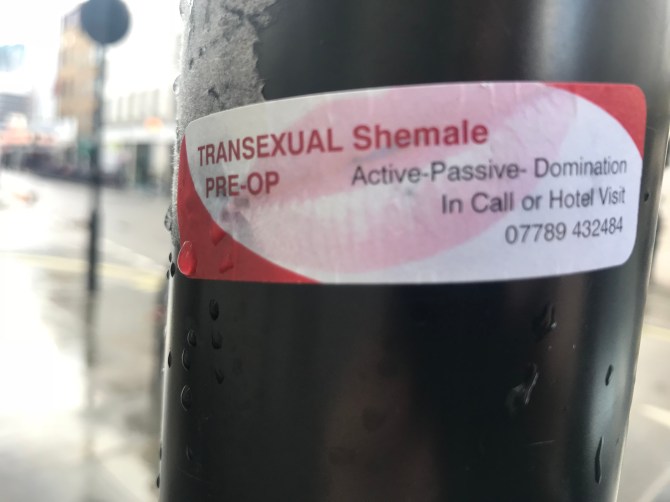 TRANSEXUAL Shemale
PRE-OP
Active-Passive- Domination
In Call or Hotel Visit
07789 432484